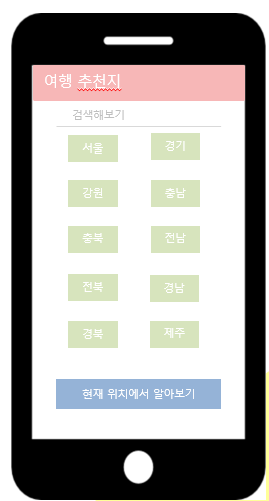 여행 추천지
검색해보기
서울 경기
강원 충남
충북 전남
전북 경남
경북 제주
현재 위치에서 알아보기